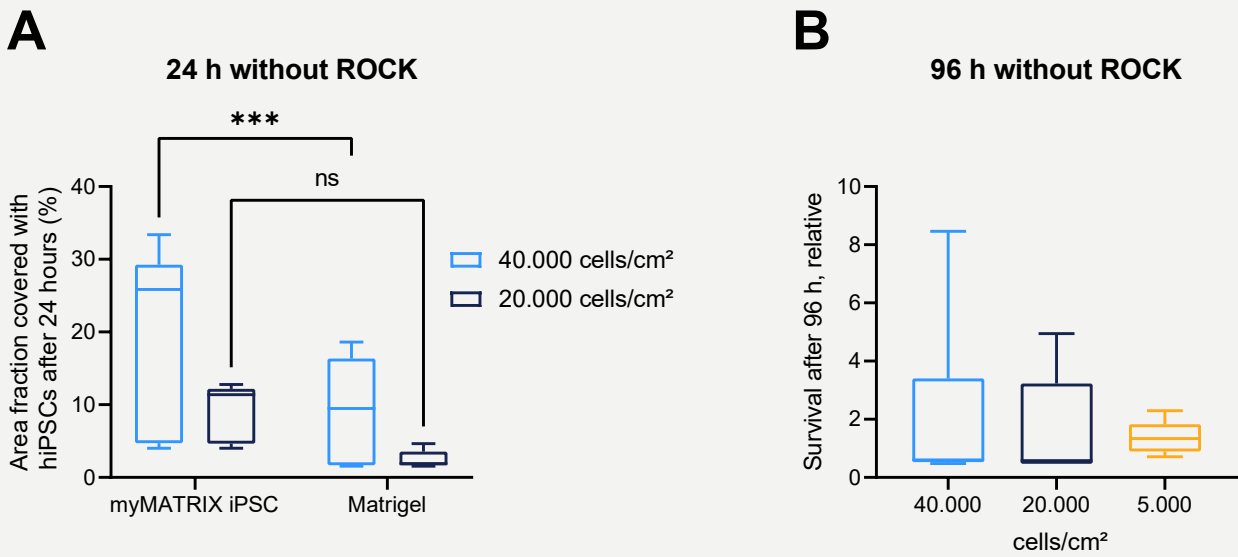 A
24 h without ROCK
***
ns
Area fraction covered with
hiPSCs after 24 hours (%)
40
30
20
10
0
myMATRIX iPSC
Matrigel
40.000 cells/cm²
20.000 cells/cm²
B
96 h without ROCK
Survival after 96 h, relative
10
8
6
4
2
0
40.000
20.000
5.000
cells/cm²